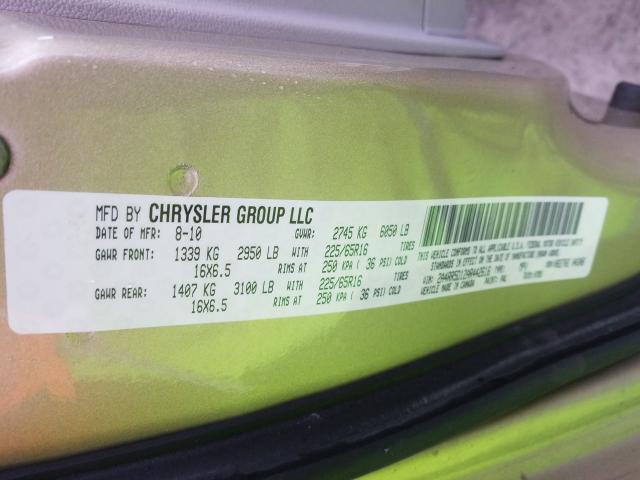 MFD BY CHRYSLER GROUP LLC
DATE OF MFR: 8-10 GVWR: 2745 KG 6050 LB
GAWR FRONT: 1339 KG 2950 LB WITH 225/65R16 TIRES
16X6.5 RIMS AT 250 KPA ( 36 PSI) COLD
GAWR REAR: 1407 KG 3100 LB WITH 225/65R16 TIRES
16X6.5 RIMS AT 250 KPA ( 36 PSI) COLD
THIS VEHICLE CONFORMS TO ALL APPLICABLE U.S.A. FEDERAL MOTOR VEHICLE SAFETY
STANDARDS IN EFFECT ON THE DATE OF MANUFACTURE SHOWN ABOVE
VIN: TYPE: MPV
VEHICLE MADE IN CANADA PAINT: